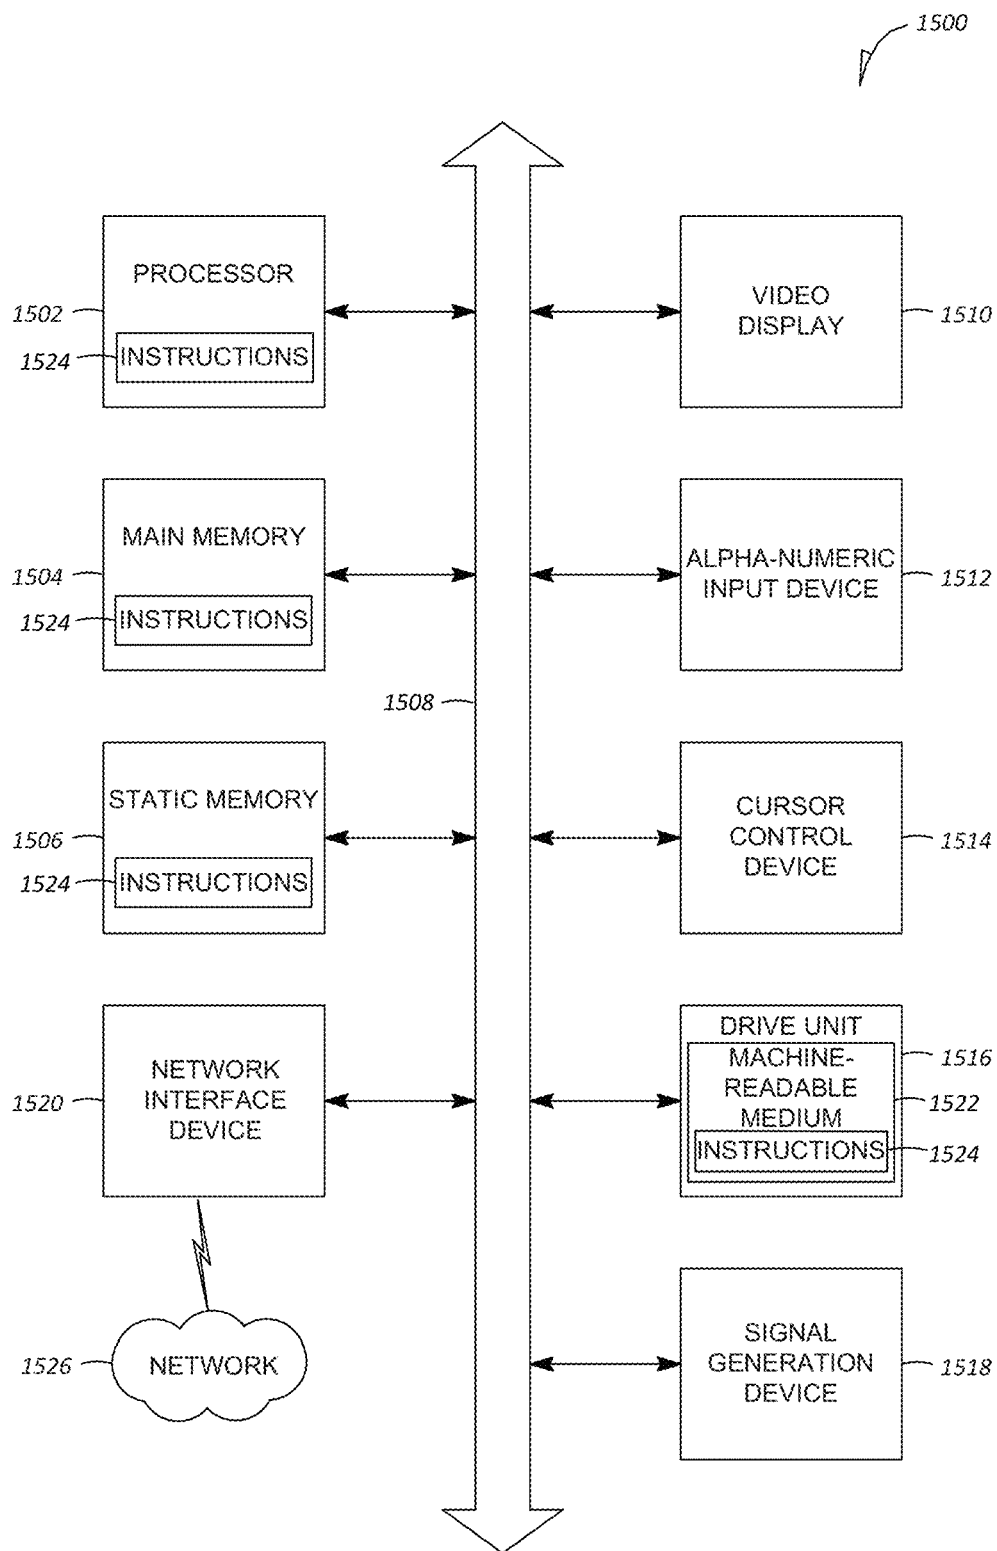 1500
PROCESSOR
1502
1524
INSTRUCTIONS
VIDEO
DISPLAY
1510
MAIN MEMORY
1504
1524
INSTRUCTIONS
ALPHA-NUMERIC
INPUT DEVICE
1512
1508
STATIC MEMORY
1506
1524
INSTRUCTIONS
CURSOR
CONTROL
DEVICE
1514
NETWORK
INTERFACE
DEVICE
1520
DRIVE UNIT
1516
MACHINE-
READABLE
MEDIUM
1522
INSTRUCTIONS
1524
NETWORK
1526
SIGNAL
GENERATION
DEVICE
1518